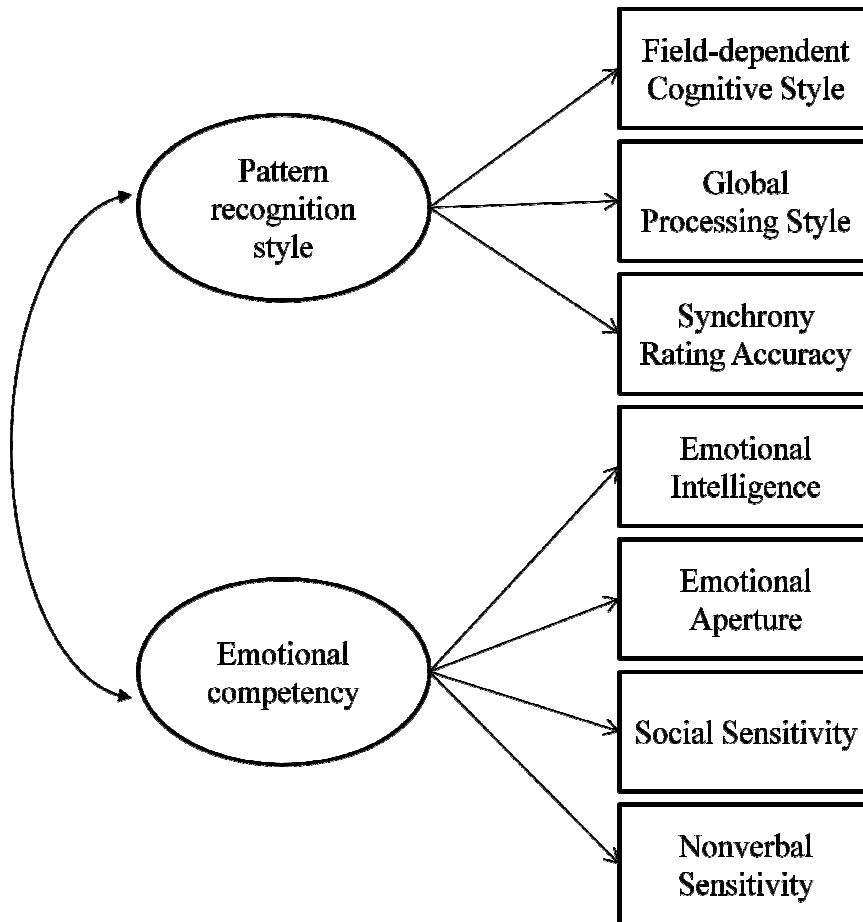 Field-dependent
Cognitive Style
Pattern
recognition
style
Global
Processing Style
Synchrony
Rating Accuracy
Emotional
Intelligence
Emotional
Aperture
Emotional
competency
Social Sensitivity
Nonverbal
Sensitivity